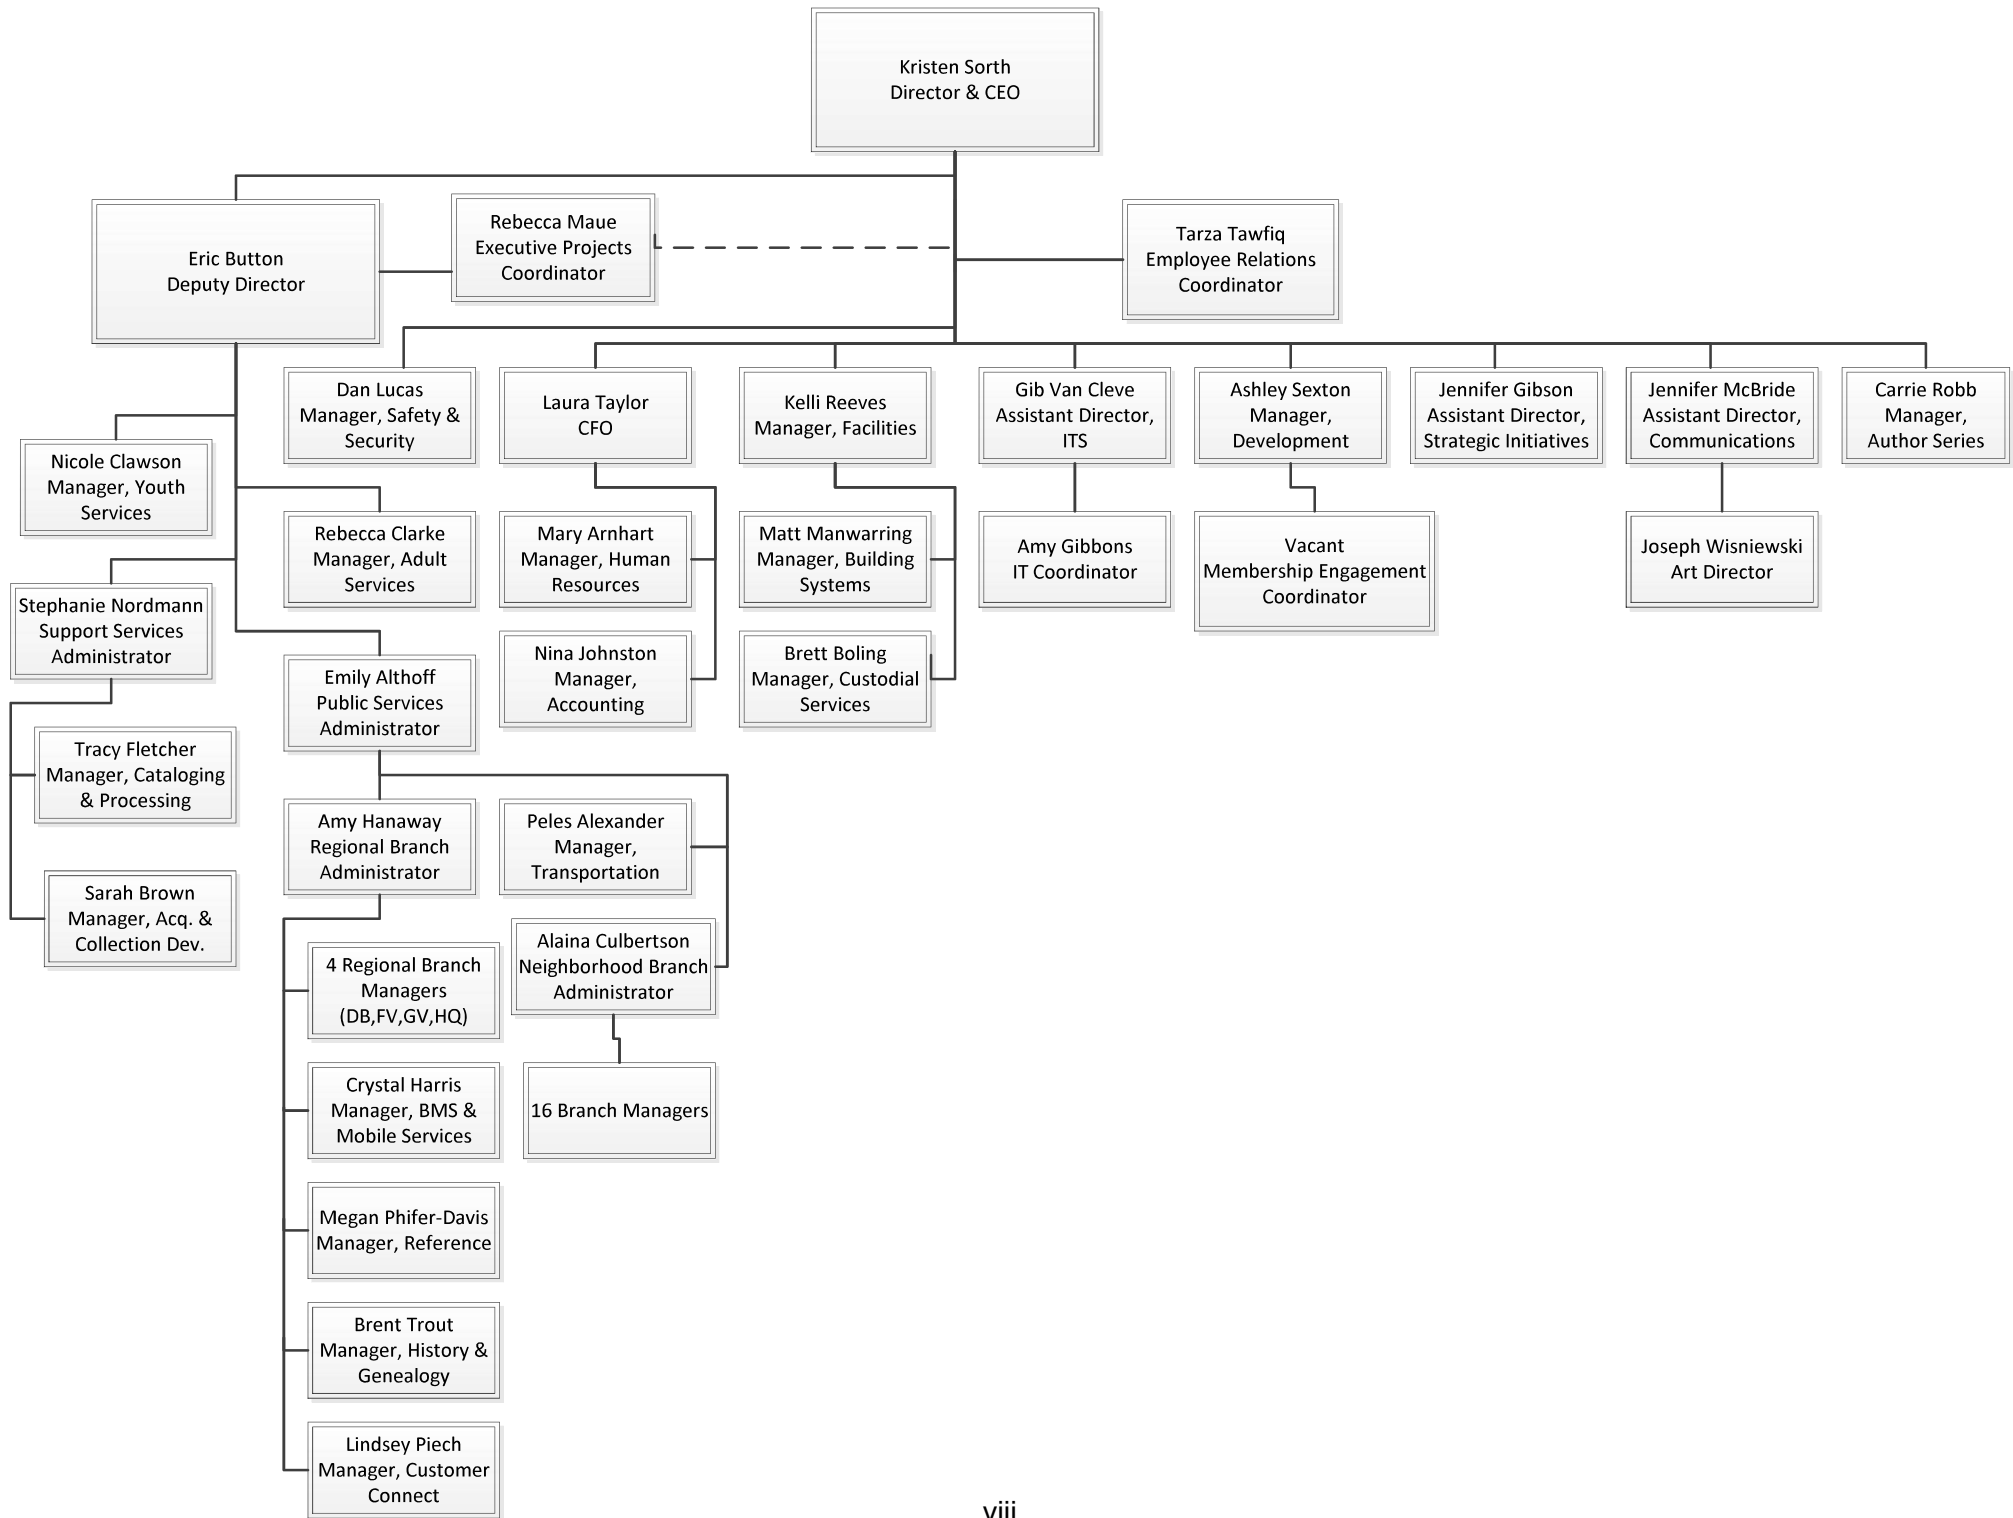 Kristen Sorth
Director & CEO
Rebecca Maue
Executive Projects
Coordinator
Tarza Tawfiq
Employee Relations
Coordinator
Eric Button
Deputy Director
Dan Lucas
Manager, Safety &
Security
Laura Taylor
CFO
Kelli Reeves
Manager, Facilities
Gib Van Cleve
Assistant Director,
ITS
Ashley Sexton
Manager,
Development
Jennifer Gibson
Assistant Director,
Strategic Initiatives
Jennifer McBride
Assistant Director,
Communications
Carrie Robb
Manager,
Author Series
Nicole Clawson
Manager, Youth
Services
Rebecca Clarke
Manager, Adult
Services
Mary Arnhart
Manager, Human
Resources
Matt Manwarring
Manager, Building
Systems
Amy Gibbons
IT Coordinator
Vacant
Membership Engagement
Coordinator
Joseph Wisniewski
Art Director
Stephanie Nordmann
Support Services
Administrator
Emily Althoff
Public Services
Administrator
Nina Johnston
Manager,
Accounting
Brett Boling
Manager, Custodial
Services
Tracy Fletcher
Manager, Cataloging
& Processing
Amy Hanaway
Regional Branch
Administrator
Peles Alexander
Manager,
Transportation
Sarah Brown
Manager, Acq. &
Collection Dev.
Alaina Culbertson
Neighborhood Branch
Administrator
4 Regional Branch
Managers
(DB,FV,GV,HQ)
Crystal Harris
Manager, BMS &
Mobile Services
16 Branch Managers
Megan Phifer-Davis
Manager, Reference
Brent Trout
Manager, History &
Genealogy
Lindsey Piech
Manager, Customer
Connect
viii